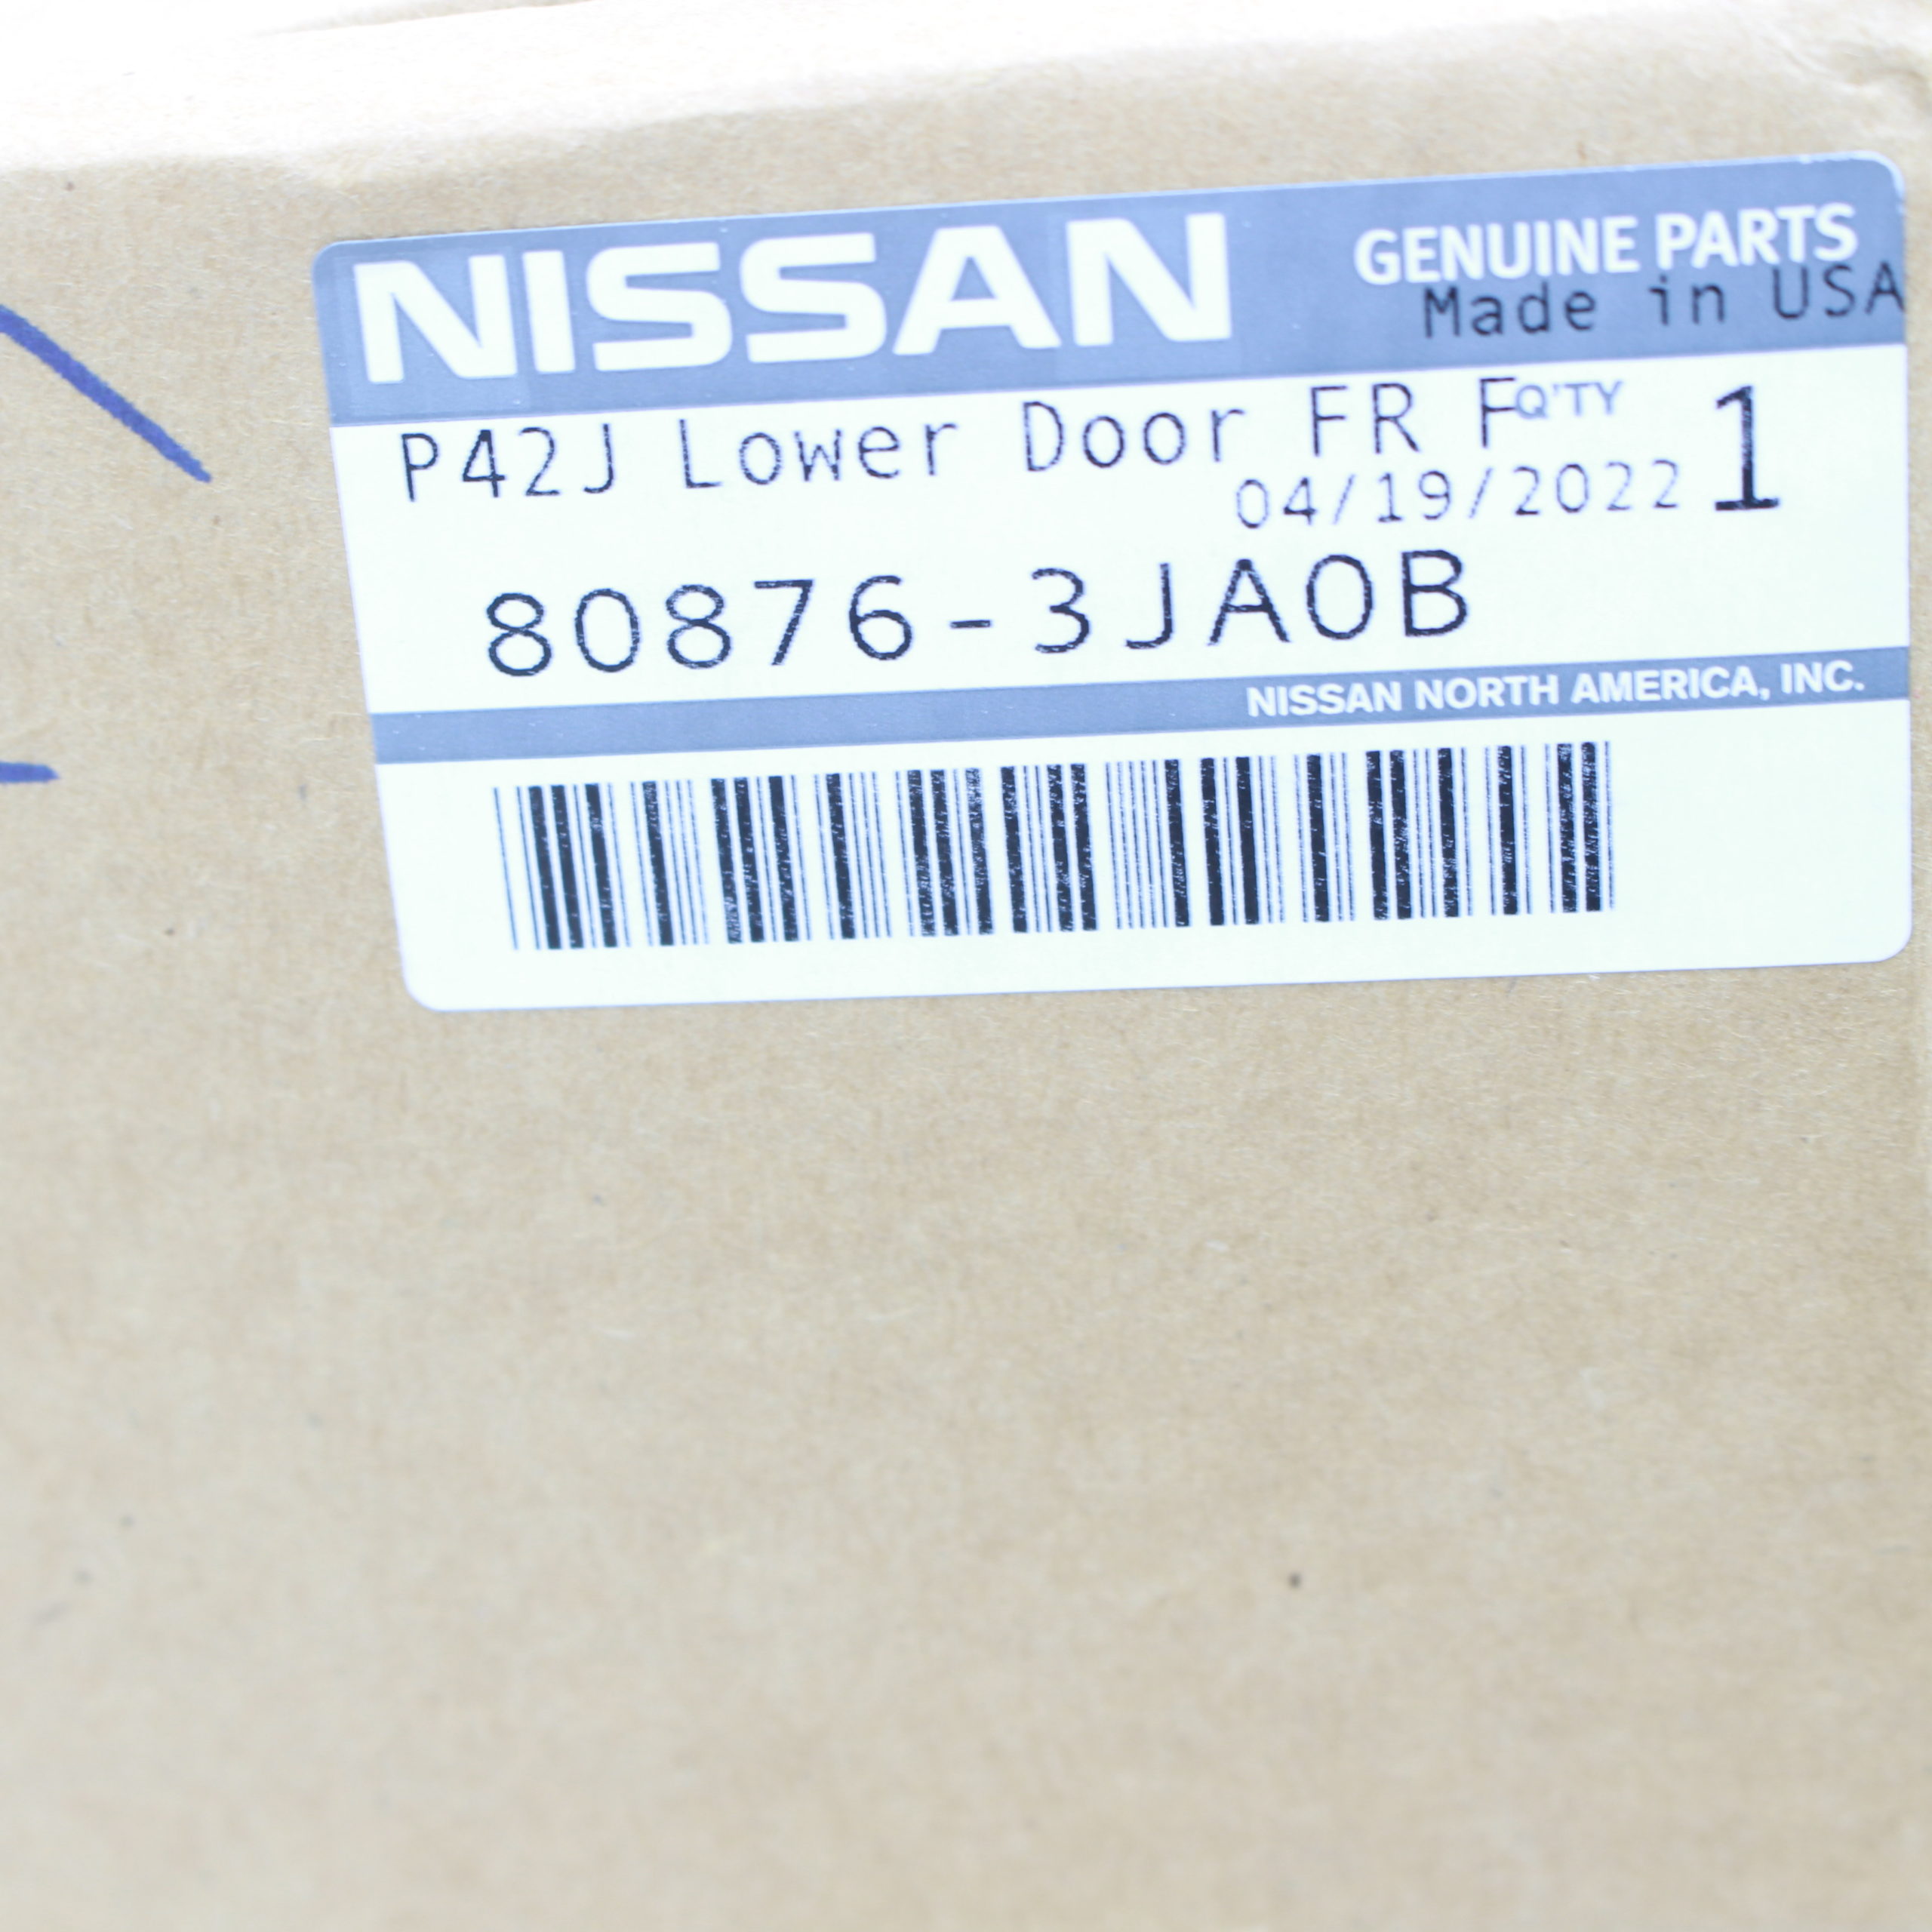 NISSAN GENUINE PARTS
Made in USA
P42J Lower Door FR F Q'TY 1
04/19/2022
80876-3JA0B
NISSAN NORTH AMERICA, INC.